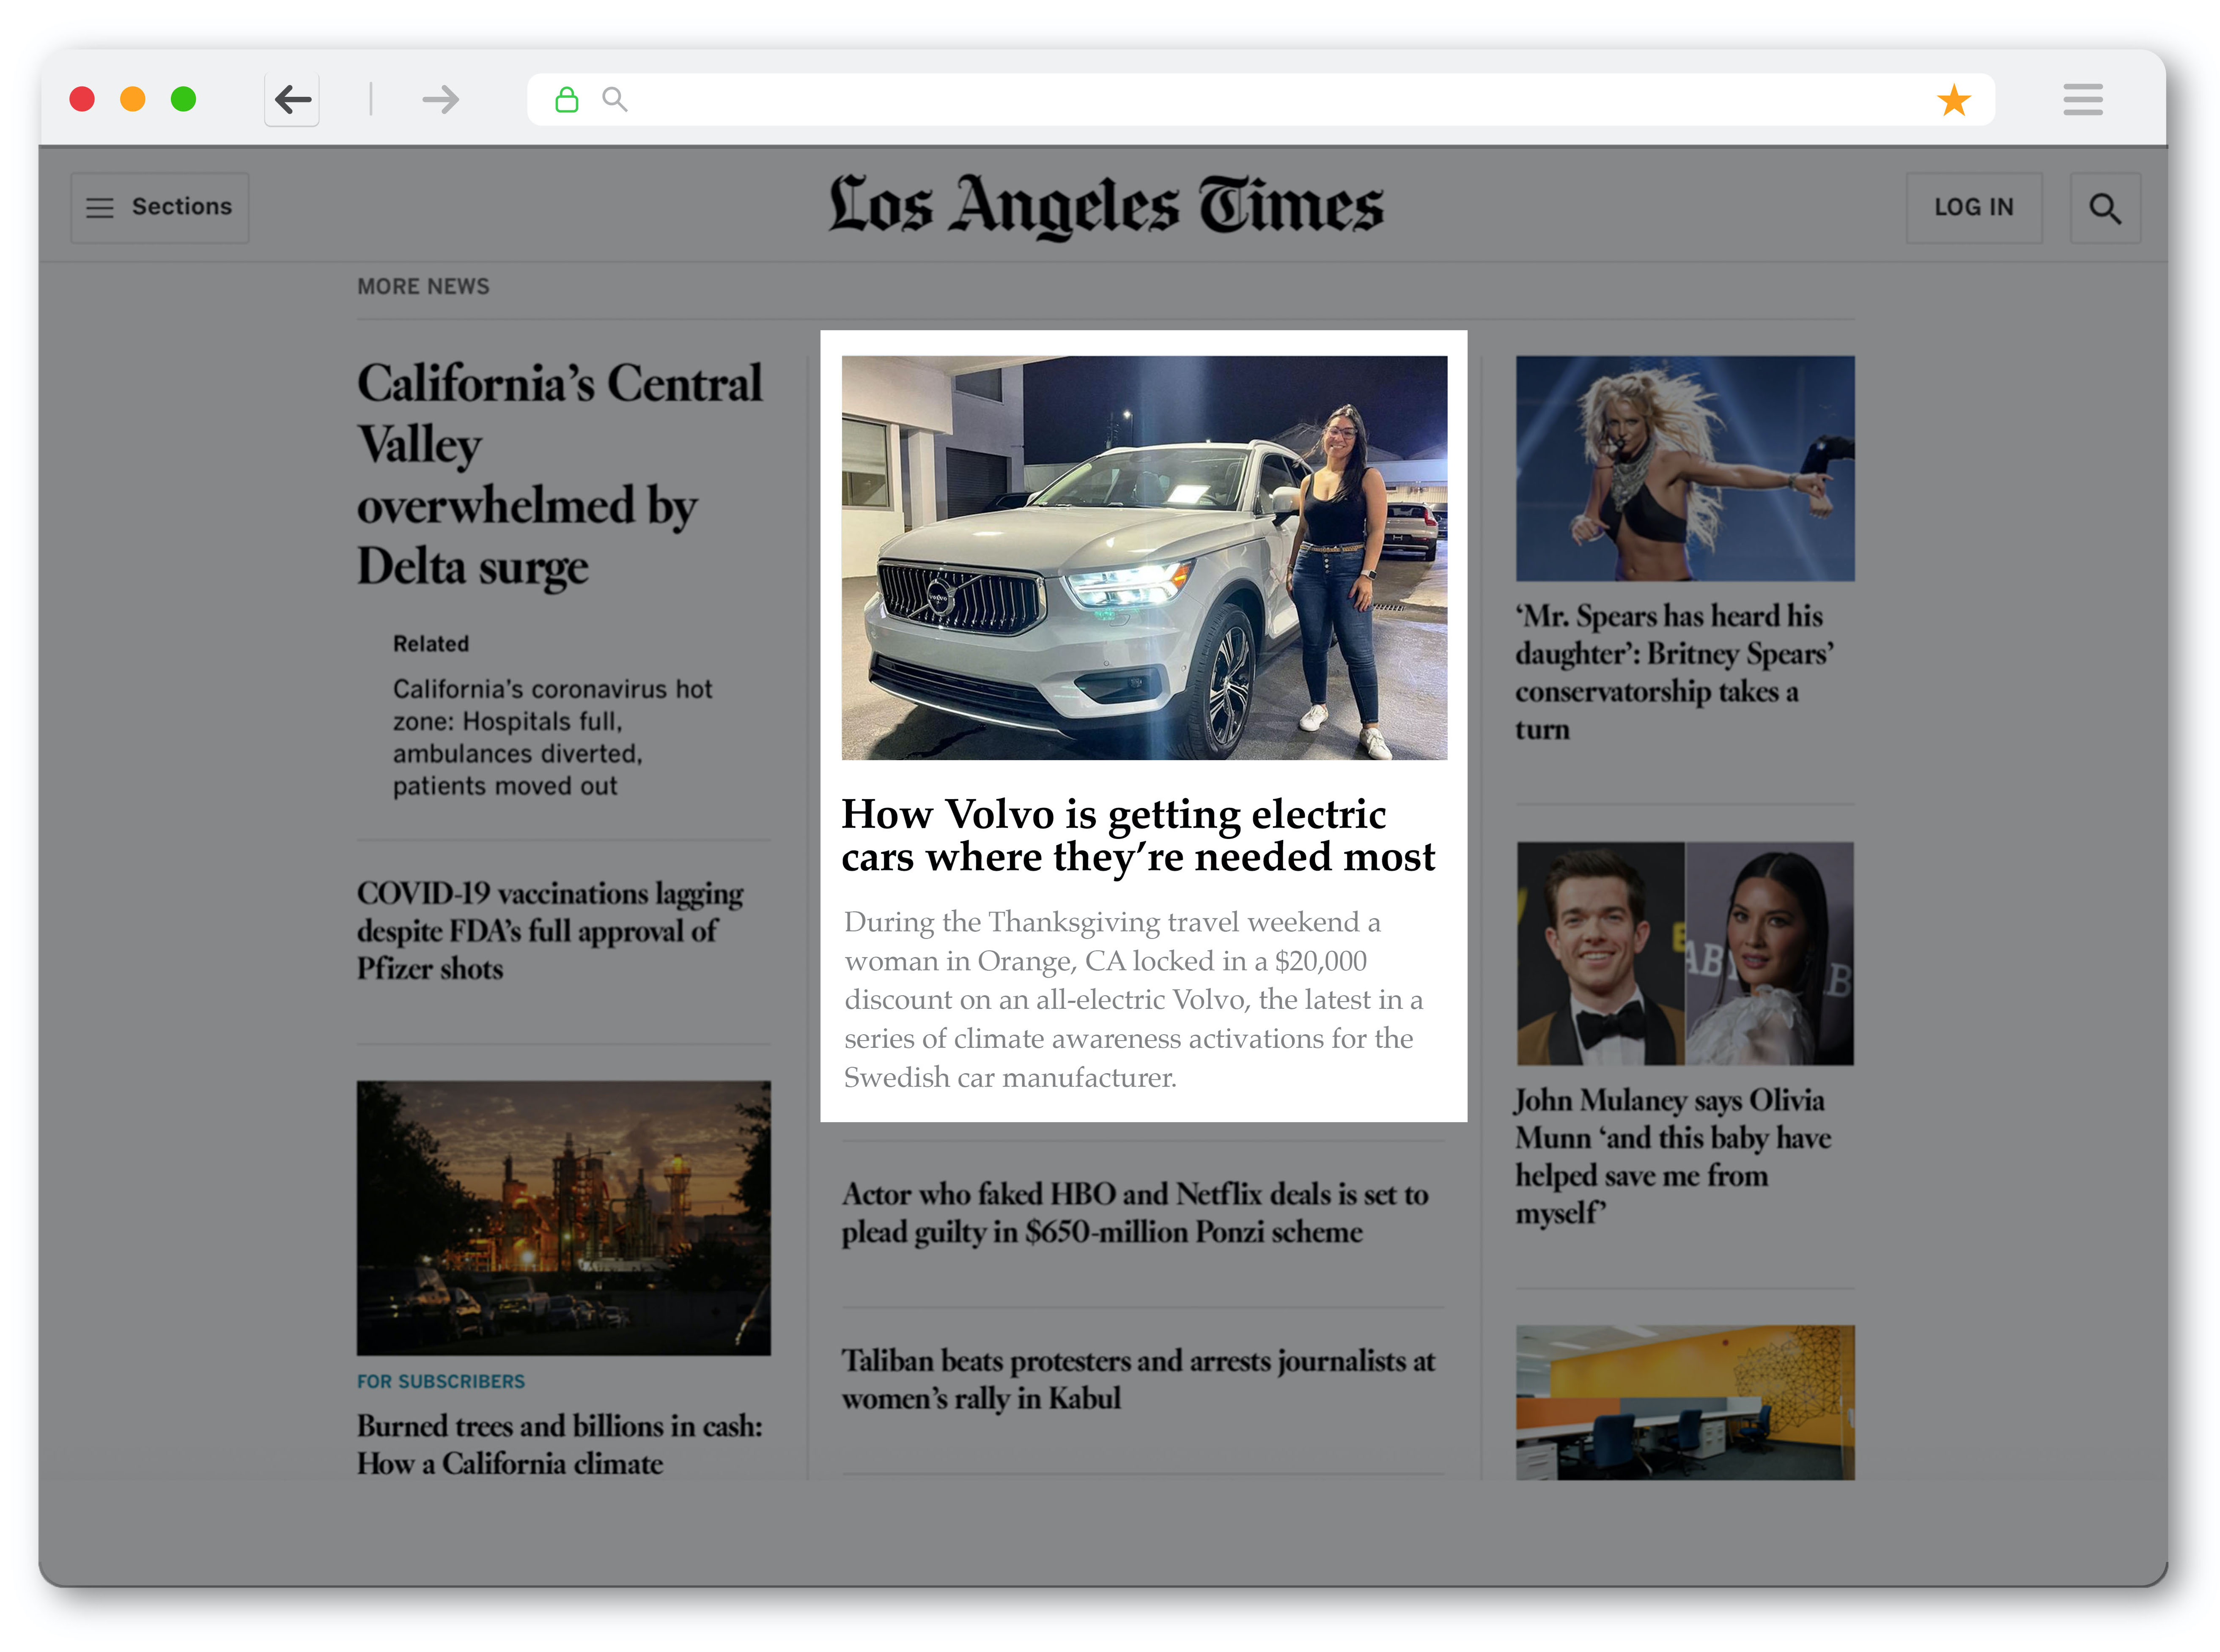 Sections
Los Angeles Times
LOG IN
MORE NEWS
California’s Central
Valley
overwhelmed by
Delta surge
Related
California’s coronavirus hot
zone: Hospitals full,
ambulances diverted,
patients moved out
COVID-19 vaccinations lagging
despite FDA’s full approval of
Pfizer shots
FOR SUBSCRIBERS
Burned trees and billions in cash:
How a California climate
VOLVO
How Volvo is getting electric
cars where they’re needed most
During the Thanksgiving travel weekend a
woman in Orange, CA locked in a $20,000
discount on an all-electric Volvo, the latest in a
series of climate awareness activations for the
Swedish car manufacturer.
Actor who faked HBO and Netflix deals is set to
plead guilty in $650-million Ponzi scheme
Taliban beats protesters and arrests journalists at
women’s rally in Kabul
‘Mr. Spears has heard his
daughter’: Britney Spears’
conservatorship takes a
turn
John Mulaney says Olivia
Munn ‘and this baby have
helped save me from
myself’